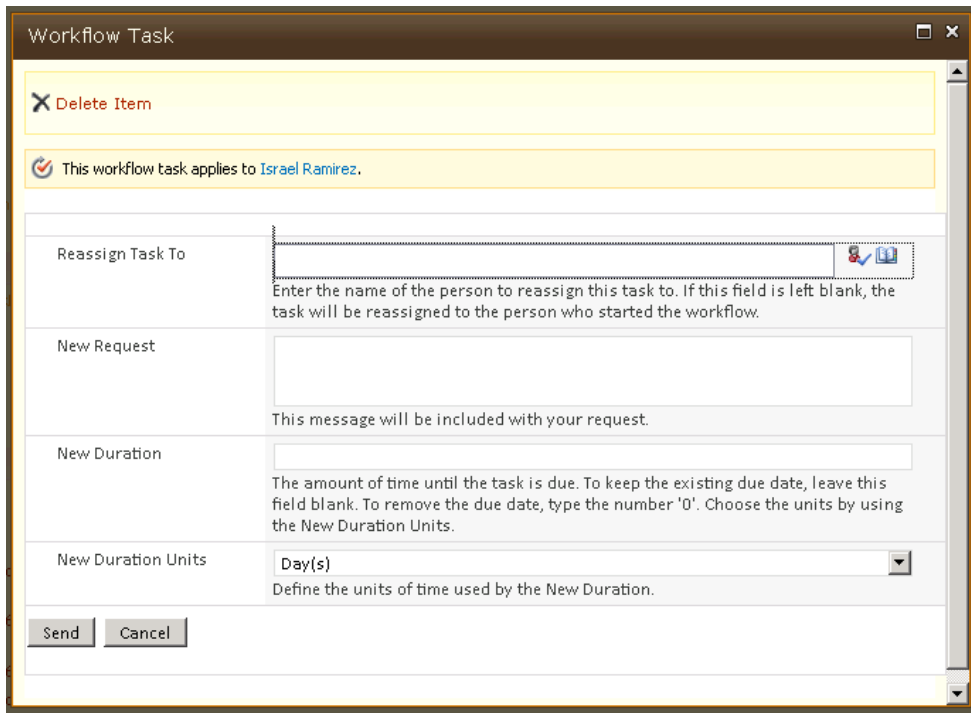 Workflow Task
Delete Item
This workflow task applies to Israel Ramirez.
Reassign Task To
Enter the name of the person to reassign this task to. If this field is left blank, the
task will be reassigned to the person who started the workflow.
New Request
This message will be included with your request.
New Duration
The amount of time until the task is due. To keep the existing due date, leave this
field blank. To remove the due date, type the number '0'. Choose the units by using
the New Duration Units.
New Duration Units
Day(s)
Define the units of time used by the New Duration.
Send Cancel